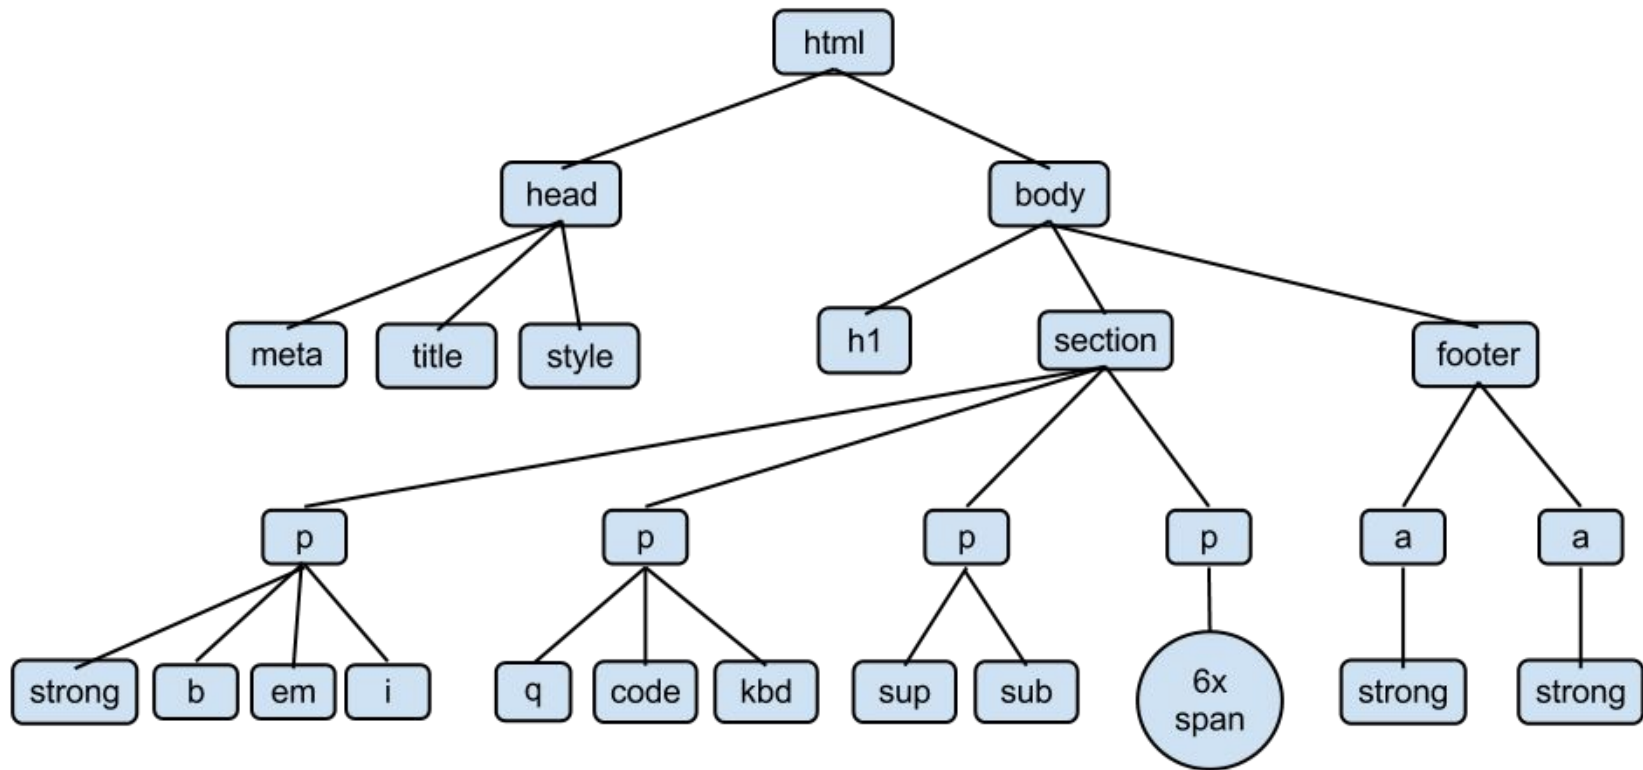 html
head
body
meta
title
style
h1
section
footer
p
p
p
p
a
a
strong
b
em
i
q
code
kbd
sup
sub
6x
span
strong
strong